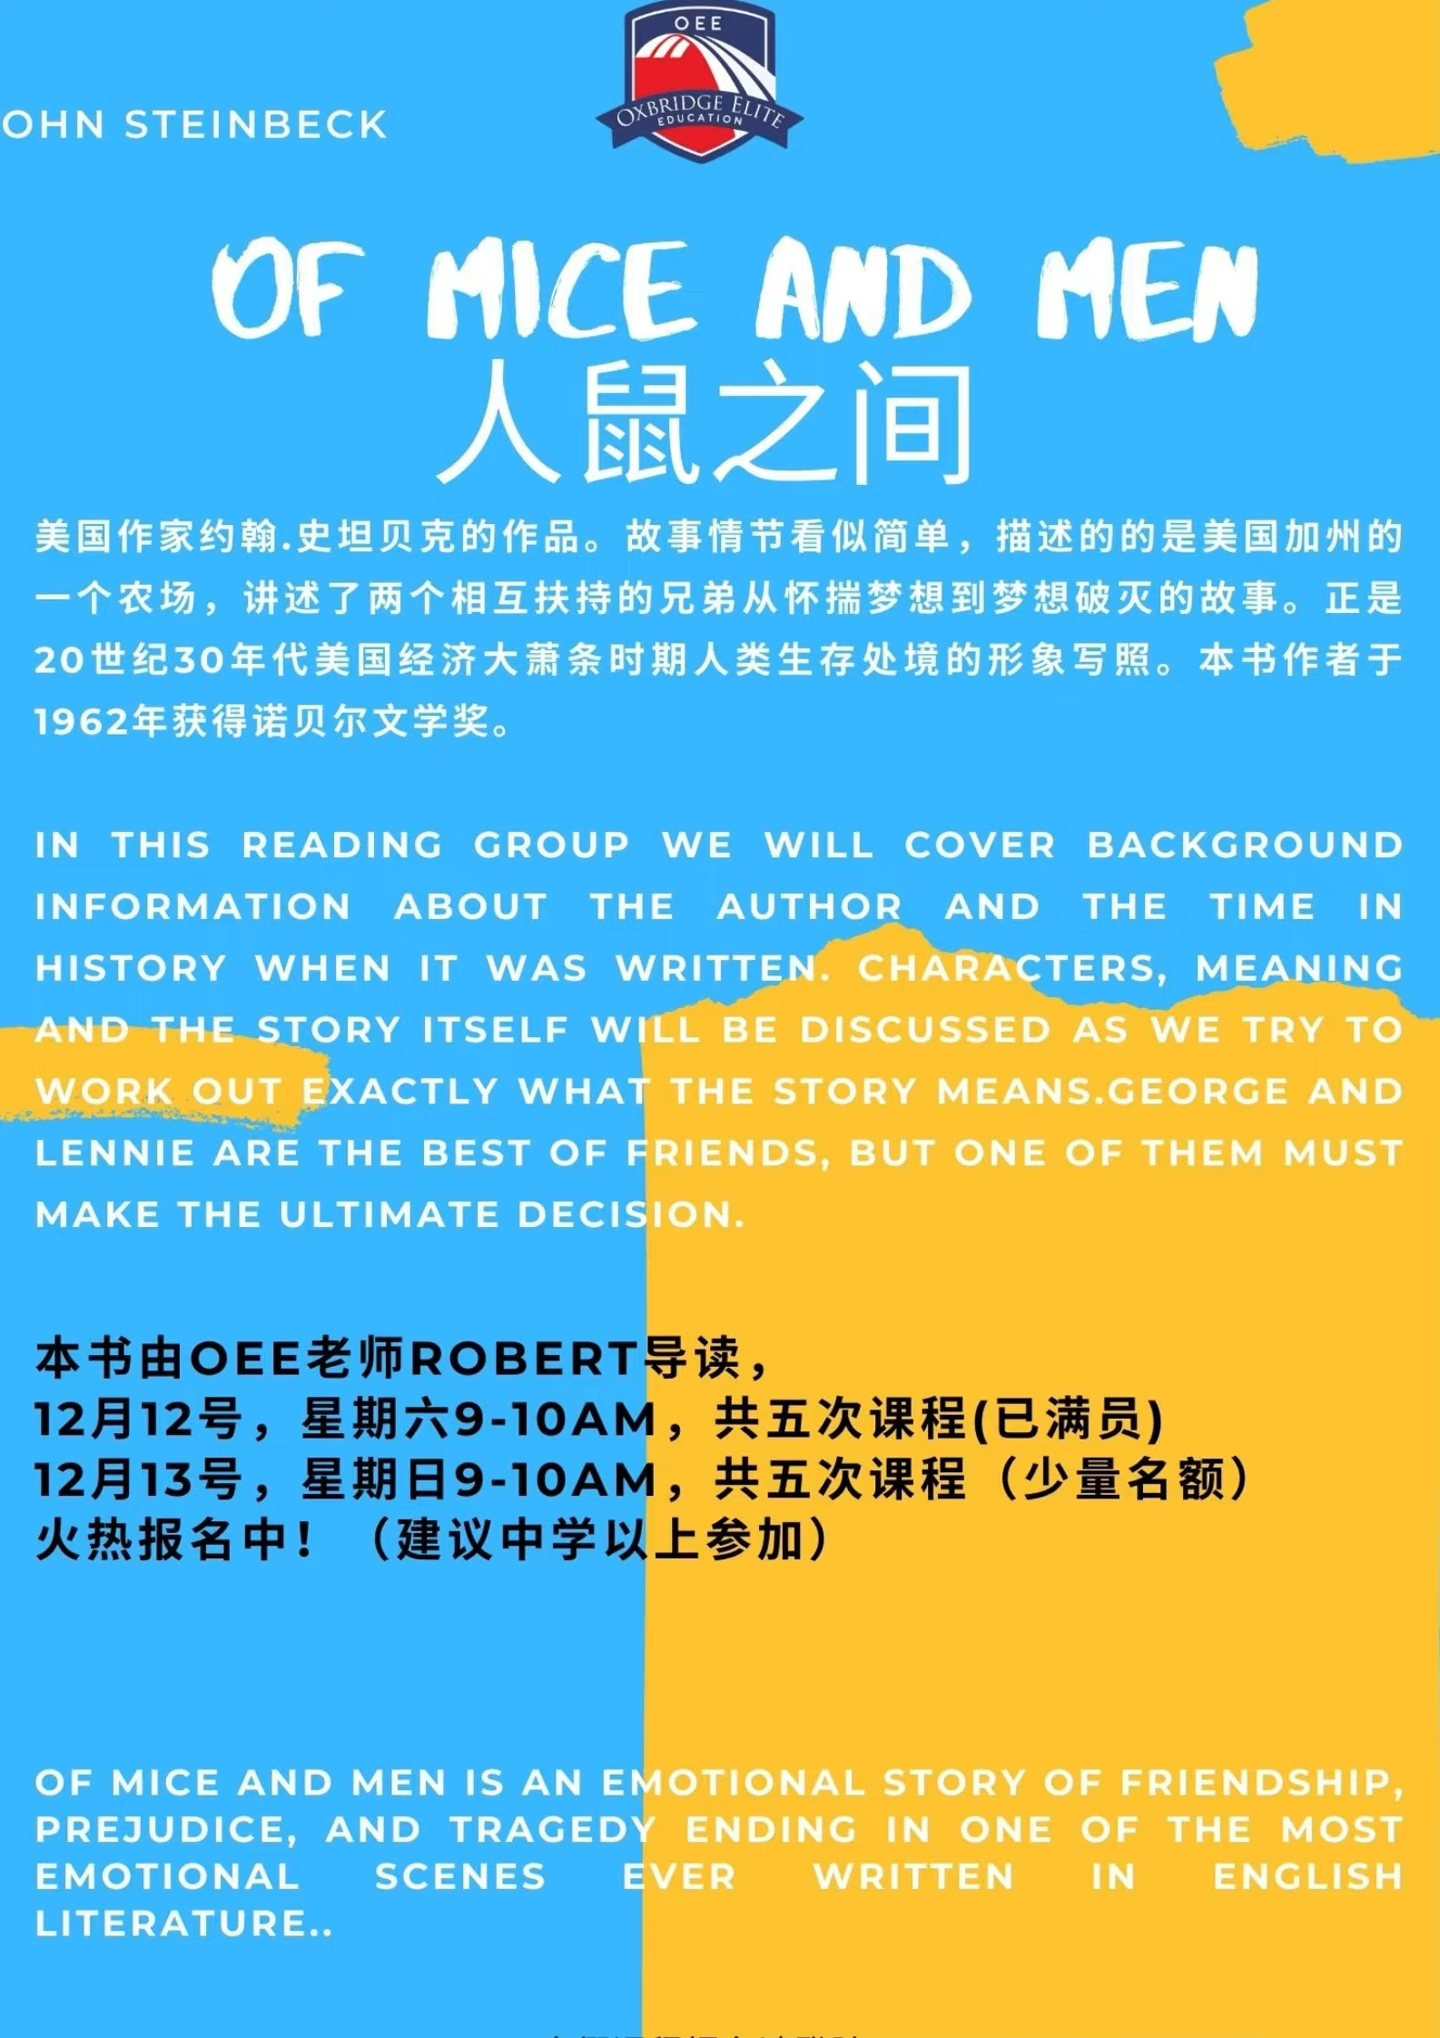 OEE
OXBRIDGE ELITE
EDUCATION
OHN STEINBECK
OF MICE AND MEN
人鼠之间
美国作家约翰.史坦贝克的作品。故事情节看似简单，描述的的是美国加州的
一个农场，讲述了两个相互扶持的兄弟从怀揣梦想到梦想破灭的故事。正是
20世纪30年代美国经济大萧条时期人类生存处境的形象写照。本书作者于
1962年获得诺贝尔文学奖。
IN THIS READING GROUP WE WILL COVER BACKGROUND
INFORMATION ABOUT THE AUTHOR AND THE TIME IN
HISTORY WHEN IT WAS WRITTEN. CHARACTERS, MEANING
AND THE STORY ITSELF WILL BE DISCUSSED AS WE TRY TO
WORK OUT EXACTLY WHAT THE STORY MEANS.GEORGE AND
LENNIE ARE THE BEST OF FRIENDS, BUT ONE OF THEM MUST
MAKE THE ULTIMATE DECISION.
本书由OEE老师ROBERT导读，
12月12号，星期六9-10AM，共五次课程(已满员)
12月13号，星期日9-10AM，共五次课程（少量名额）
火热报名中！（建议中学以上参加）
OF MICE AND MEN IS AN EMOTIONAL STORY OF FRIENDSHIP,
PREJUDICE, AND TRAGEDY ENDING IN ONE OF THE MOST
EMOTIONAL SCENES EVER WRITTEN IN ENGLISH
LITERATURE..